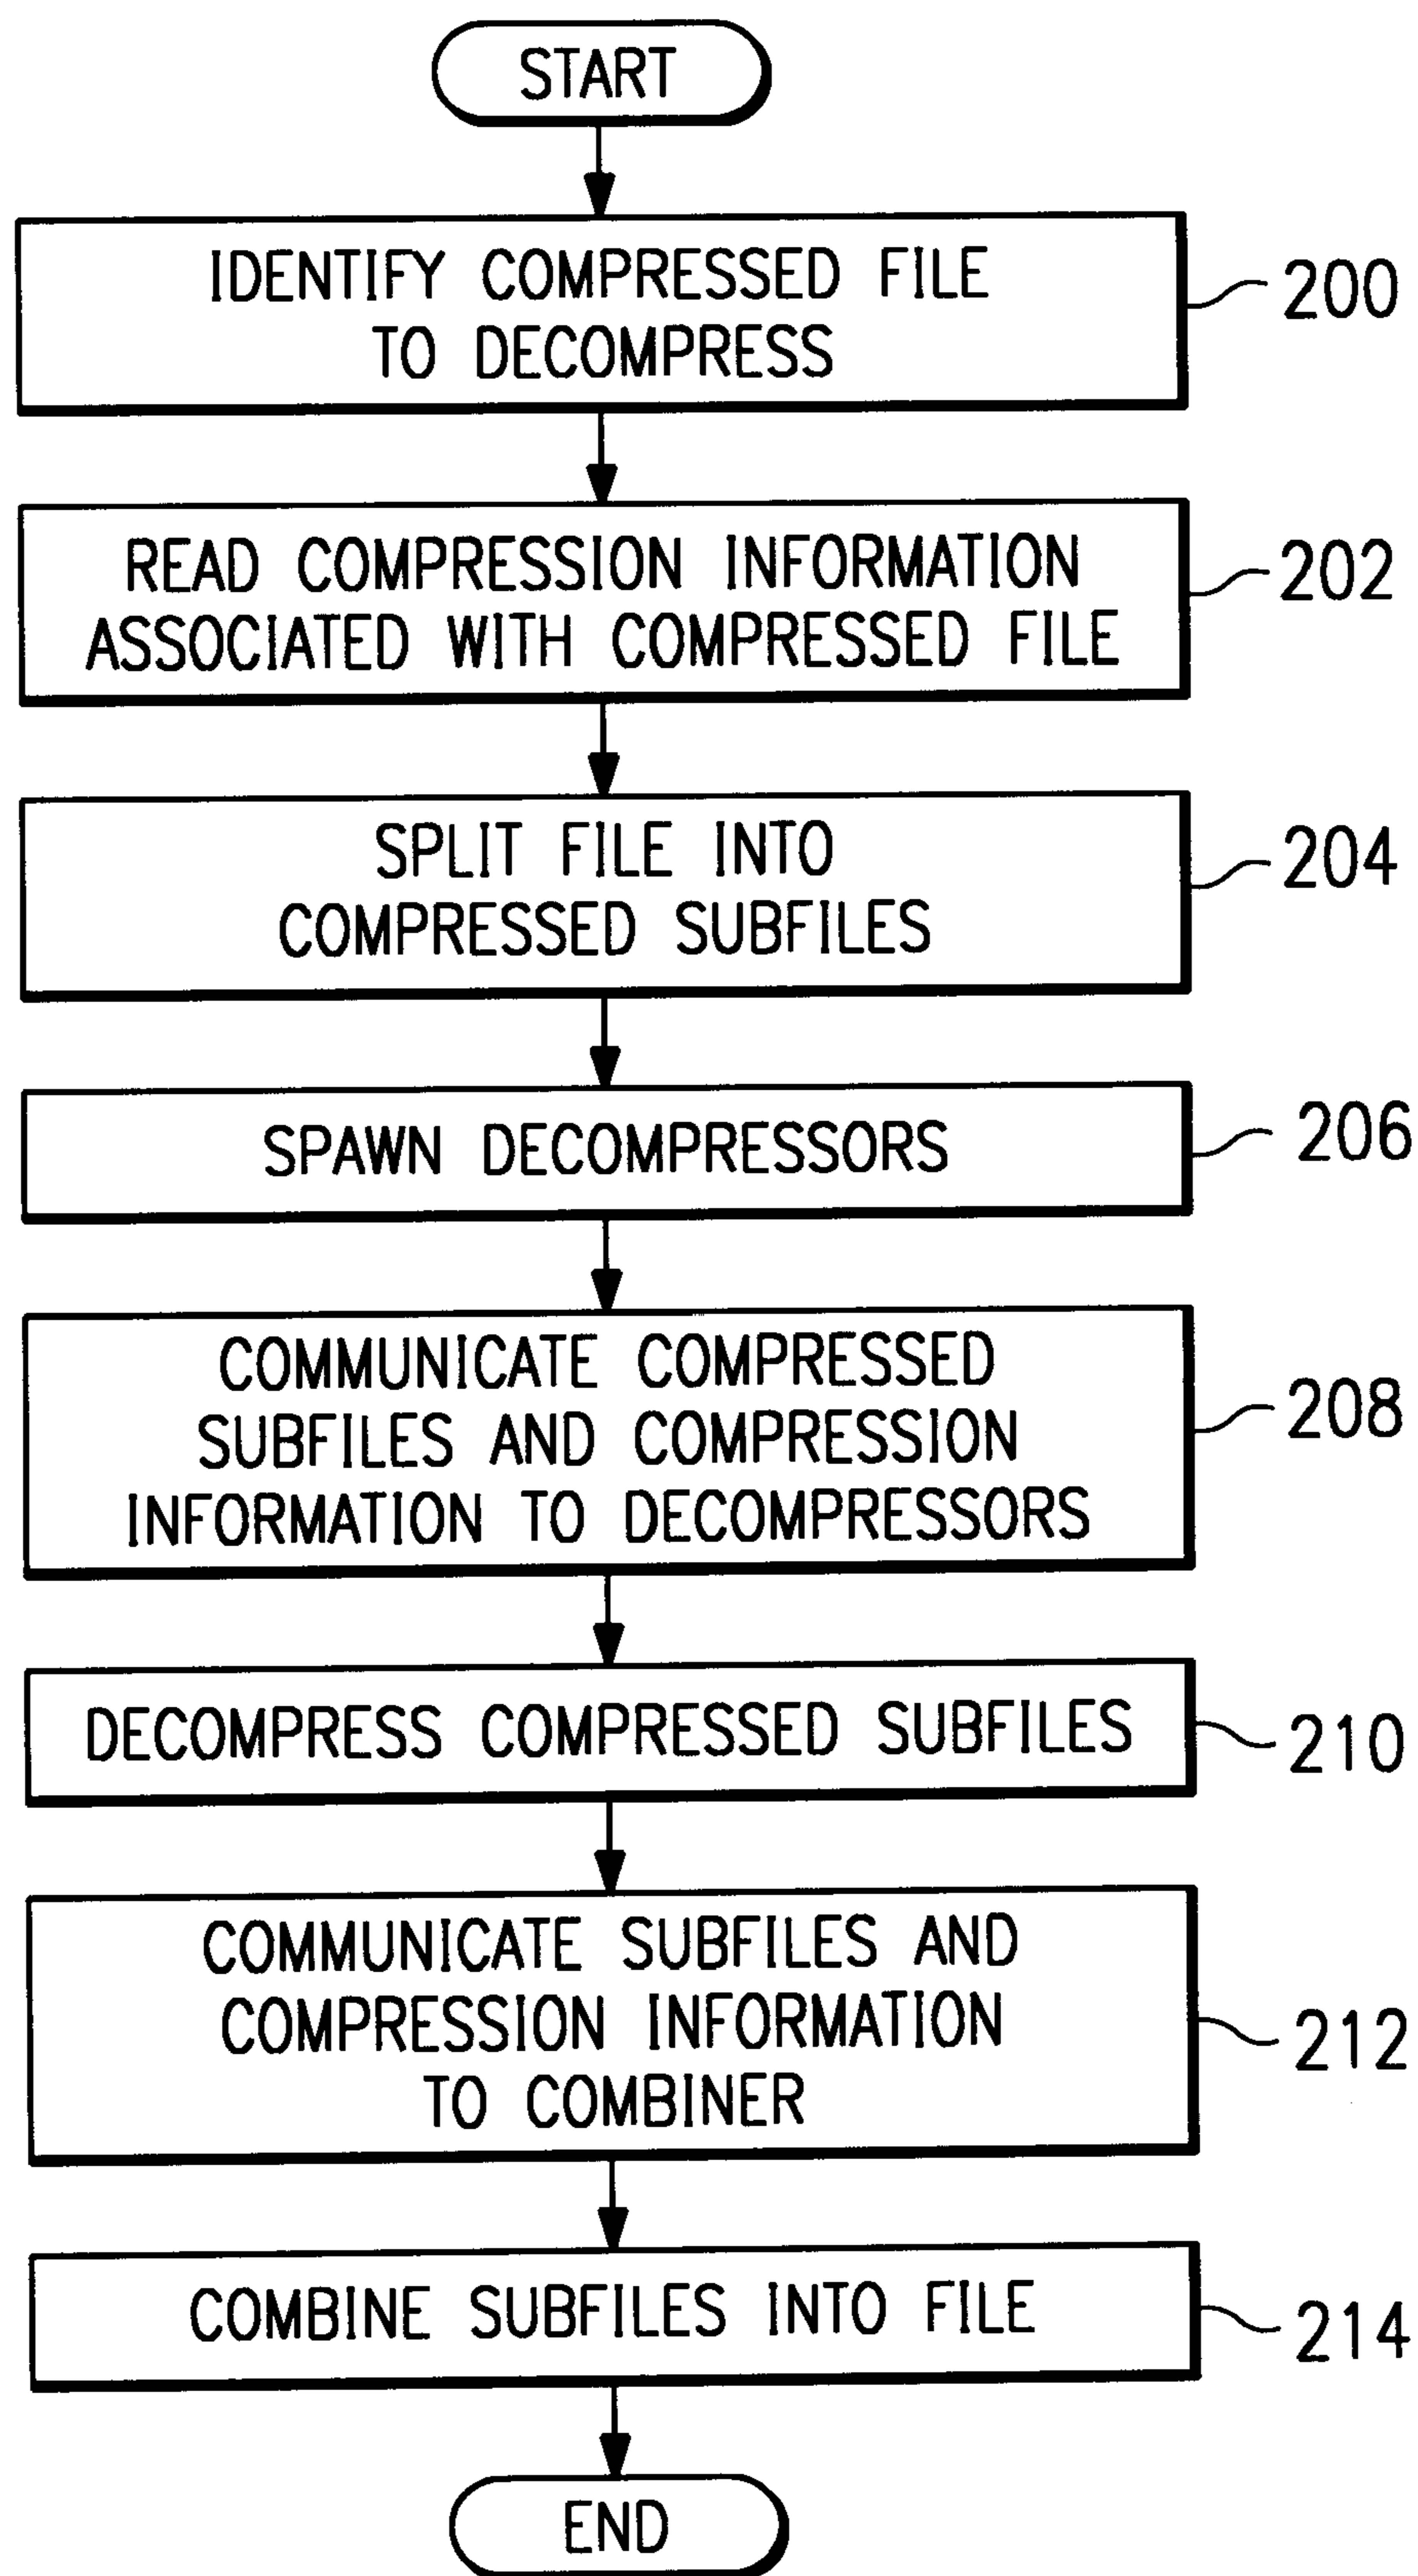 START
IDENTIFY COMPRESSED FILE
TO DECOMPRESS
200
READ COMPRESSION INFORMATION
ASSOCIATED WITH COMPRESSED FILE
202
SPLIT FILE INTO
COMPRESSED SUBFILES
204
SPAWN DECOMPRESSORS
206
COMMUNICATE COMPRESSED
SUBFILES AND COMPRESSION
INFORMATION TO DECOMPRESSORS
208
DECOMPRESS COMPRESSED SUBFILES
210
COMMUNICATE SUBFILES AND
COMPRESSION INFORMATION
TO COMBINER
212
COMBINE SUBFILES INTO FILE
214
END